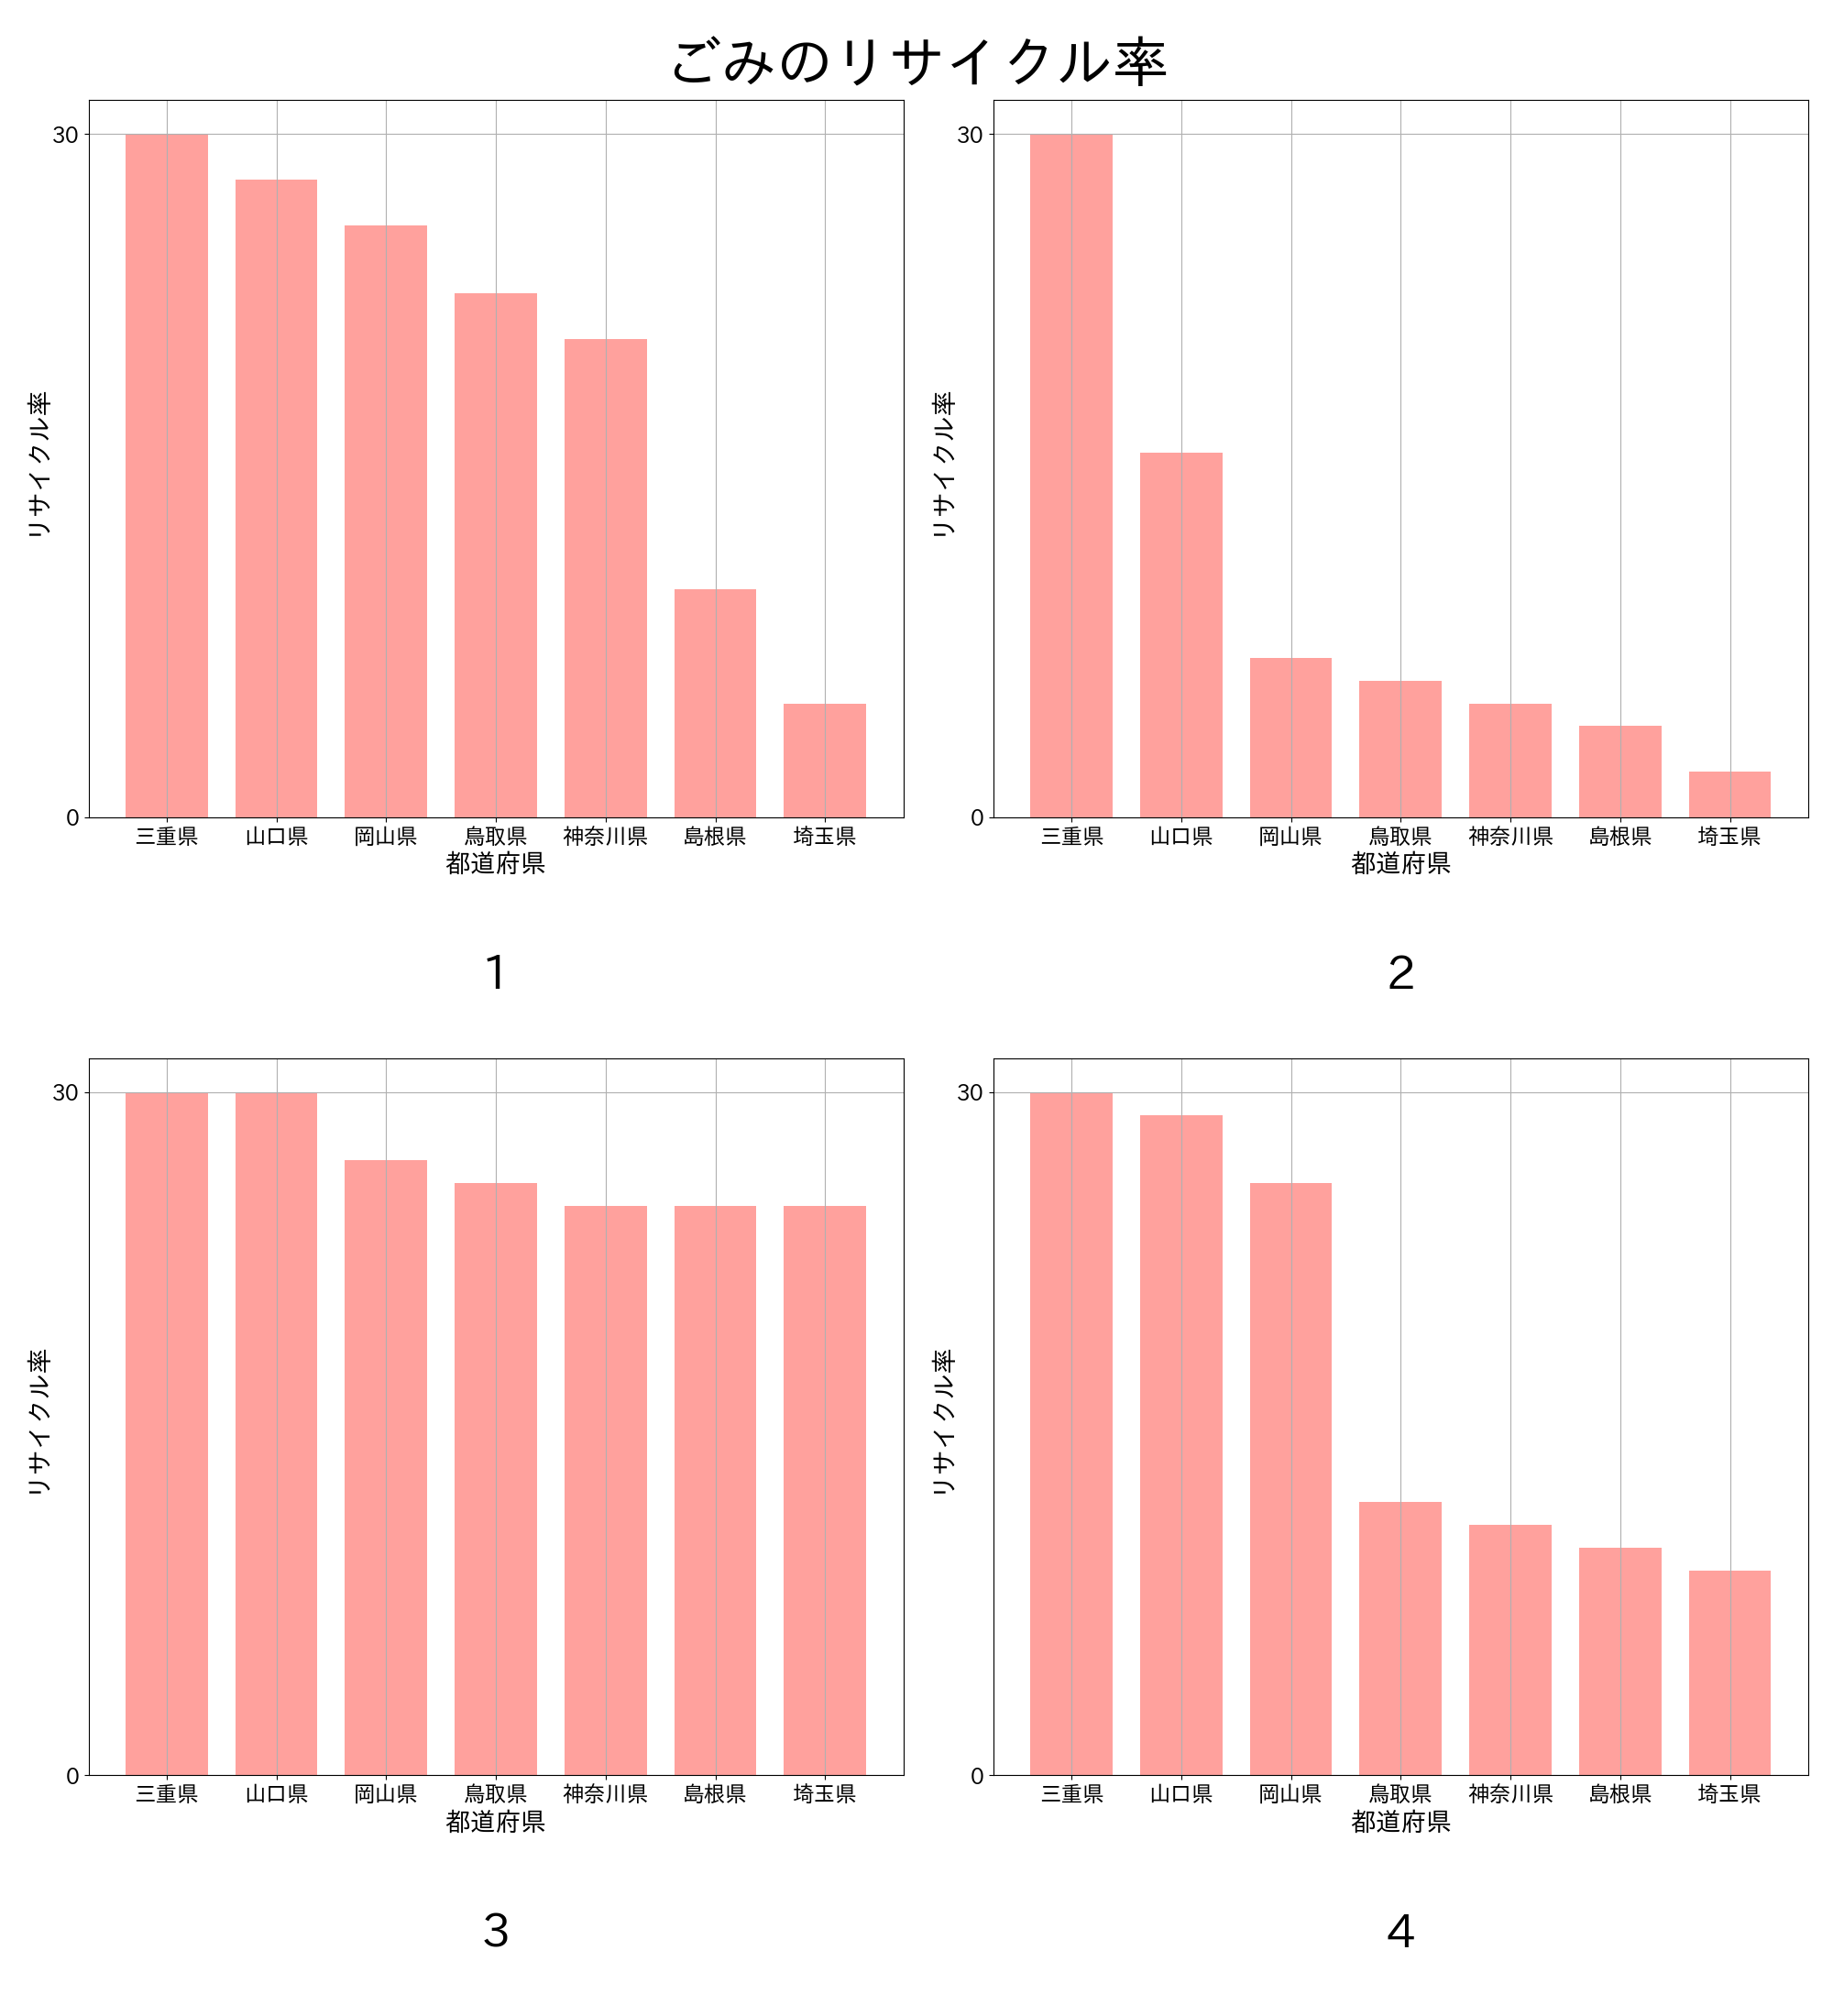 ごみのリサイクル率
30
0
リサイクル率
三重県 山口県 岡山県 鳥取県 神奈川県 島根県 埼玉県
都道府県
1
30
0
リサイクル率
三重県 山口県 岡山県 鳥取県 神奈川県 島根県 埼玉県
都道府県
2
30
0
リサイクル率
三重県 山口県 岡山県 鳥取県 神奈川県 島根県 埼玉県
都道府県
3
30
0
リサイクル率
三重県 山口県 岡山県 鳥取県 神奈川県 島根県 埼玉県
都道府県
4